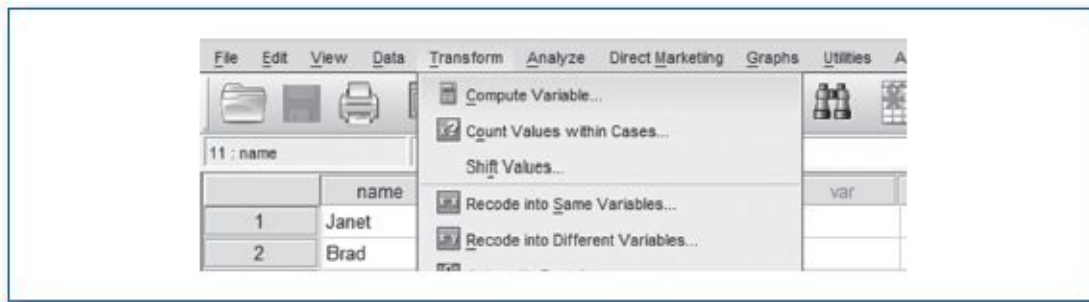 File Edit View Data Transform Analyze Direct Marketing Graphs Utilities A
Compute Variable...
Count Values within Cases...
11 : name
Shift Values...
name var
Recode into Same Variables...
1 Janet
Recode into Different Variables...
2 Brad